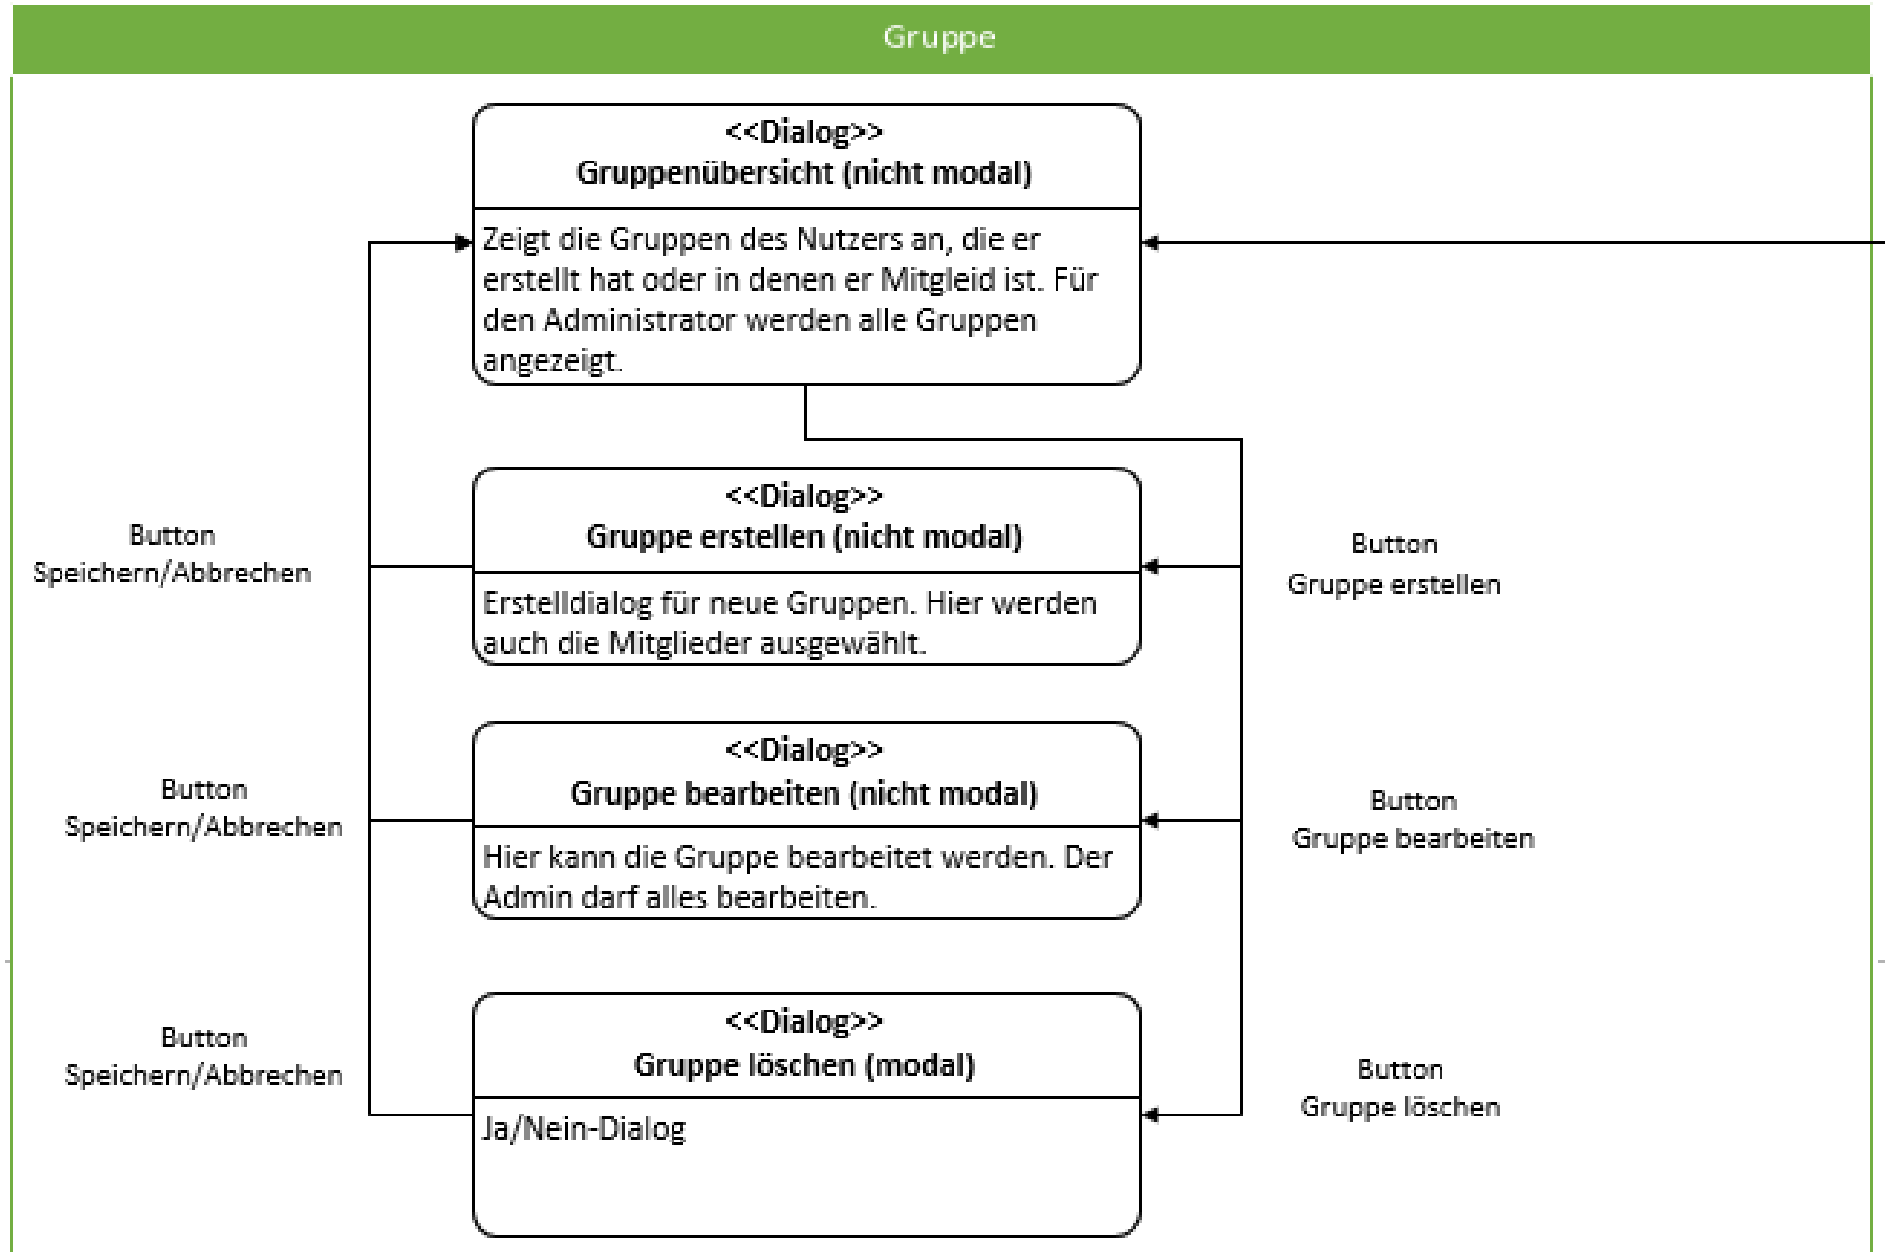 Gruppe
<<Dialog>>
Gruppenübersicht (nicht modal)
Zeigt die Gruppen des Nutzers an, die er
erstellt hat oder in denen er Mitgleid ist. Für
den Administrator werden alle Gruppen
angezeigt.
<<Dialog>>
Gruppe erstellen (nicht modal)
Erstelldialog für neue Gruppen. Hier werden
auch die Mitglieder ausgewählt.
Button
Speichern/Abbrechen
Button
Gruppe erstellen
<<Dialog>>
Gruppe bearbeiten (nicht modal)
Hier kann die Gruppe bearbeitet werden. Der
Admin darf alles bearbeiten.
Button
Speichern/Abbrechen
Button
Gruppe bearbeiten
<<Dialog>>
Gruppe löschen (modal)
Ja/Nein-Dialog
Button
Speichern/Abbrechen
Button
Gruppe löschen